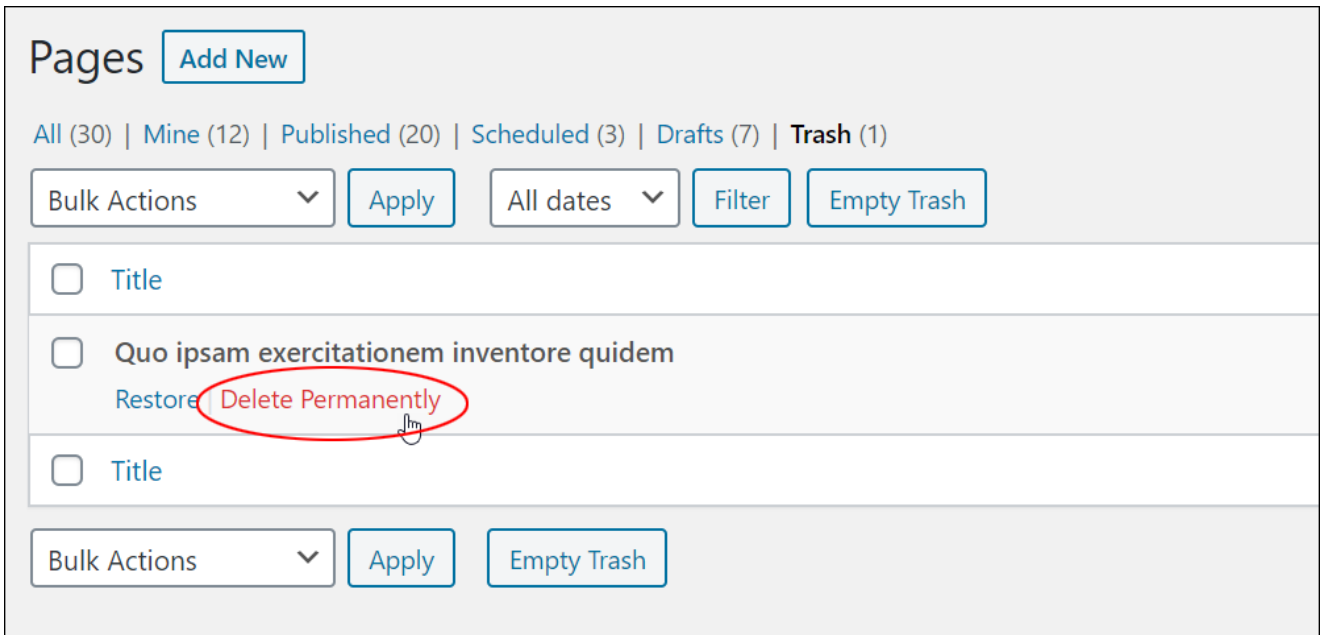 Pages Add New
All (30) | Mine (12) | Published (20) | Scheduled (3) | Drafts (7) | Trash (1)
Bulk Actions Apply All dates Filter Empty Trash
Title
Quo ipsam exercitationem inventore quidem
Restore | Delete Permanently
Title
Bulk Actions Apply Empty Trash